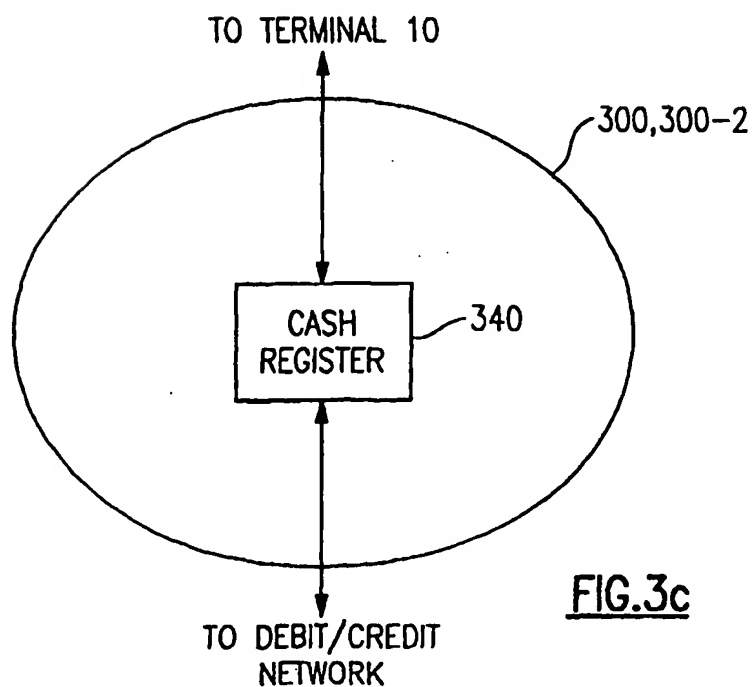 TO TERMINAL 10
300,300-2
CASH
REGISTER
340
TO DEBIT/CREDIT
NETWORK
FIG.3c